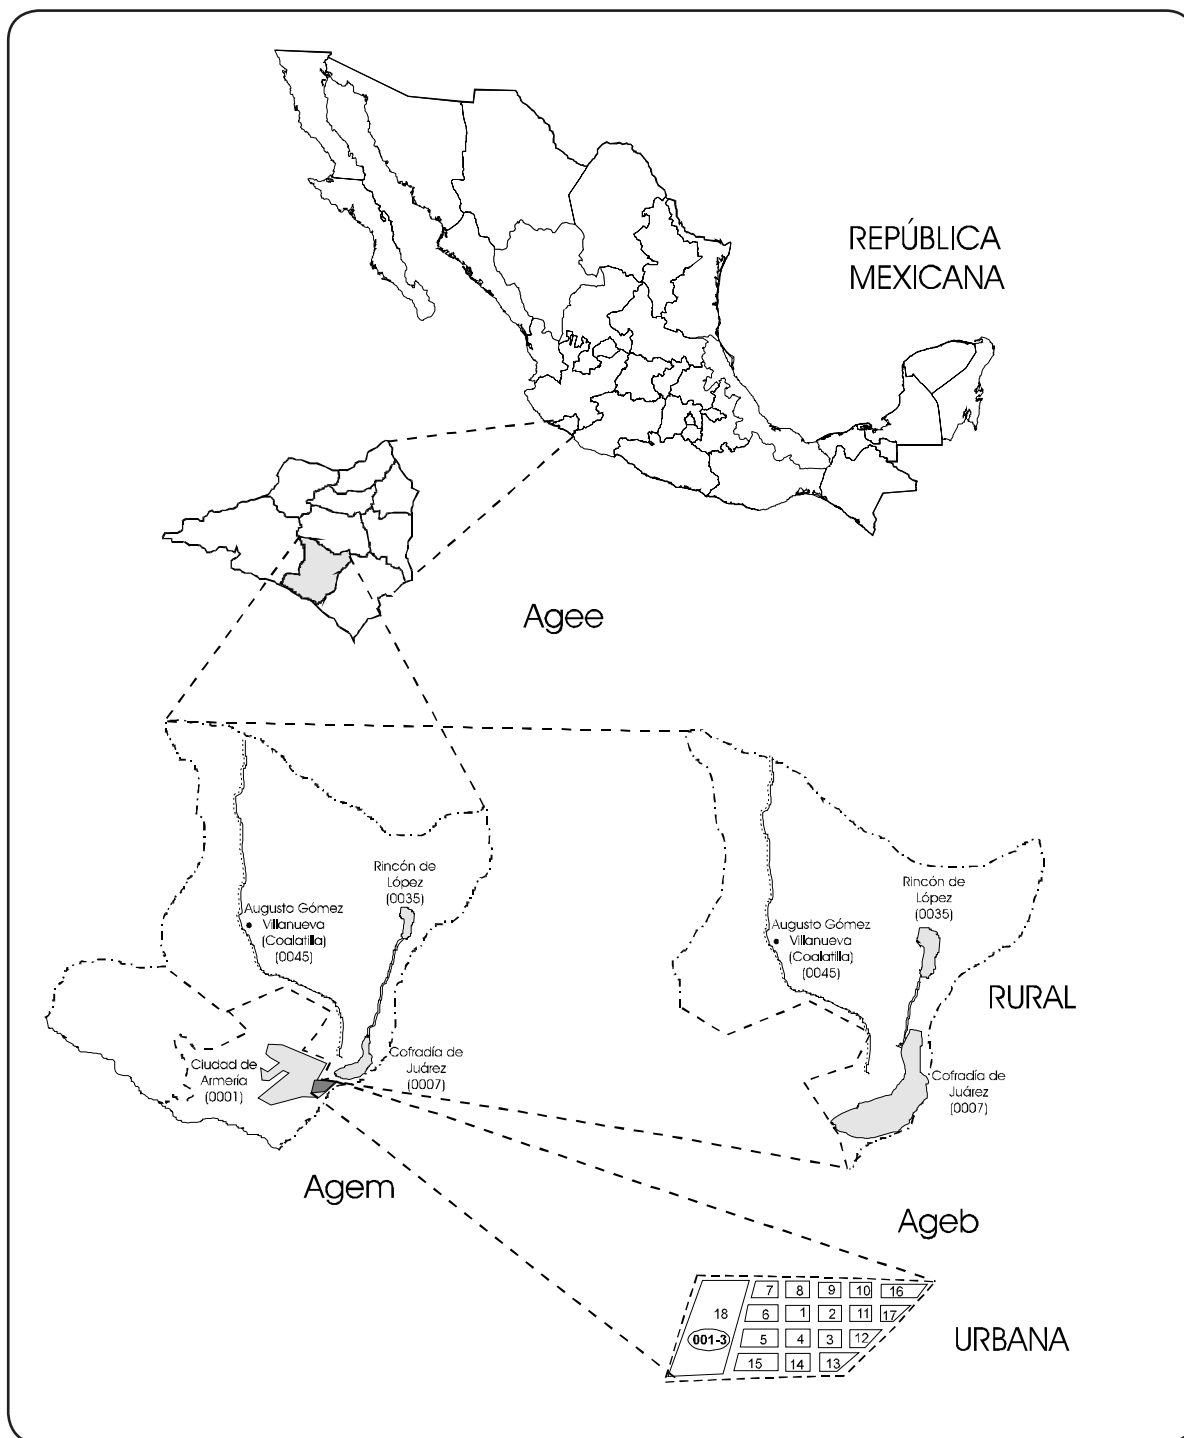 REPÚBLICA
MEXICANA
Agee
Rincón de
López
(0035)
Augusto Gómez
Villanueva
(Coalatilla)
(0045)
Ciudad de
Armería
(0001)
Cofradía de
Juárez
(0007)
Agem
Rincón de
López
(0035)
Augusto Gómez
Villanueva
(Coalatilla)
(0045)
RURAL
Cofradía de
Juárez
(0007)
Ageb
7 8 9 10 16
18 6 1 2 11 17
001-3 5 4 3 12
15 14 13
URBANA